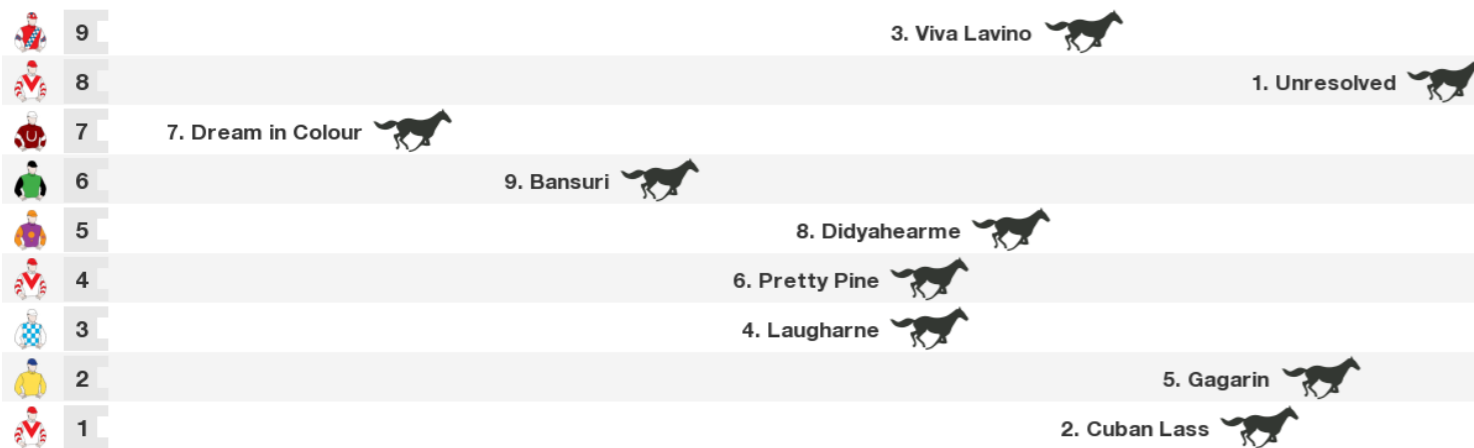 9 3. Viva Lavino
8 1. Unresolved
7 7. Dream in Colour
6 9. Bansuri
5 8. Didyahearme
4 6. Pretty Pine
3 4. Laugharne
2 5. Gagarin
1 2. Cuban Lass